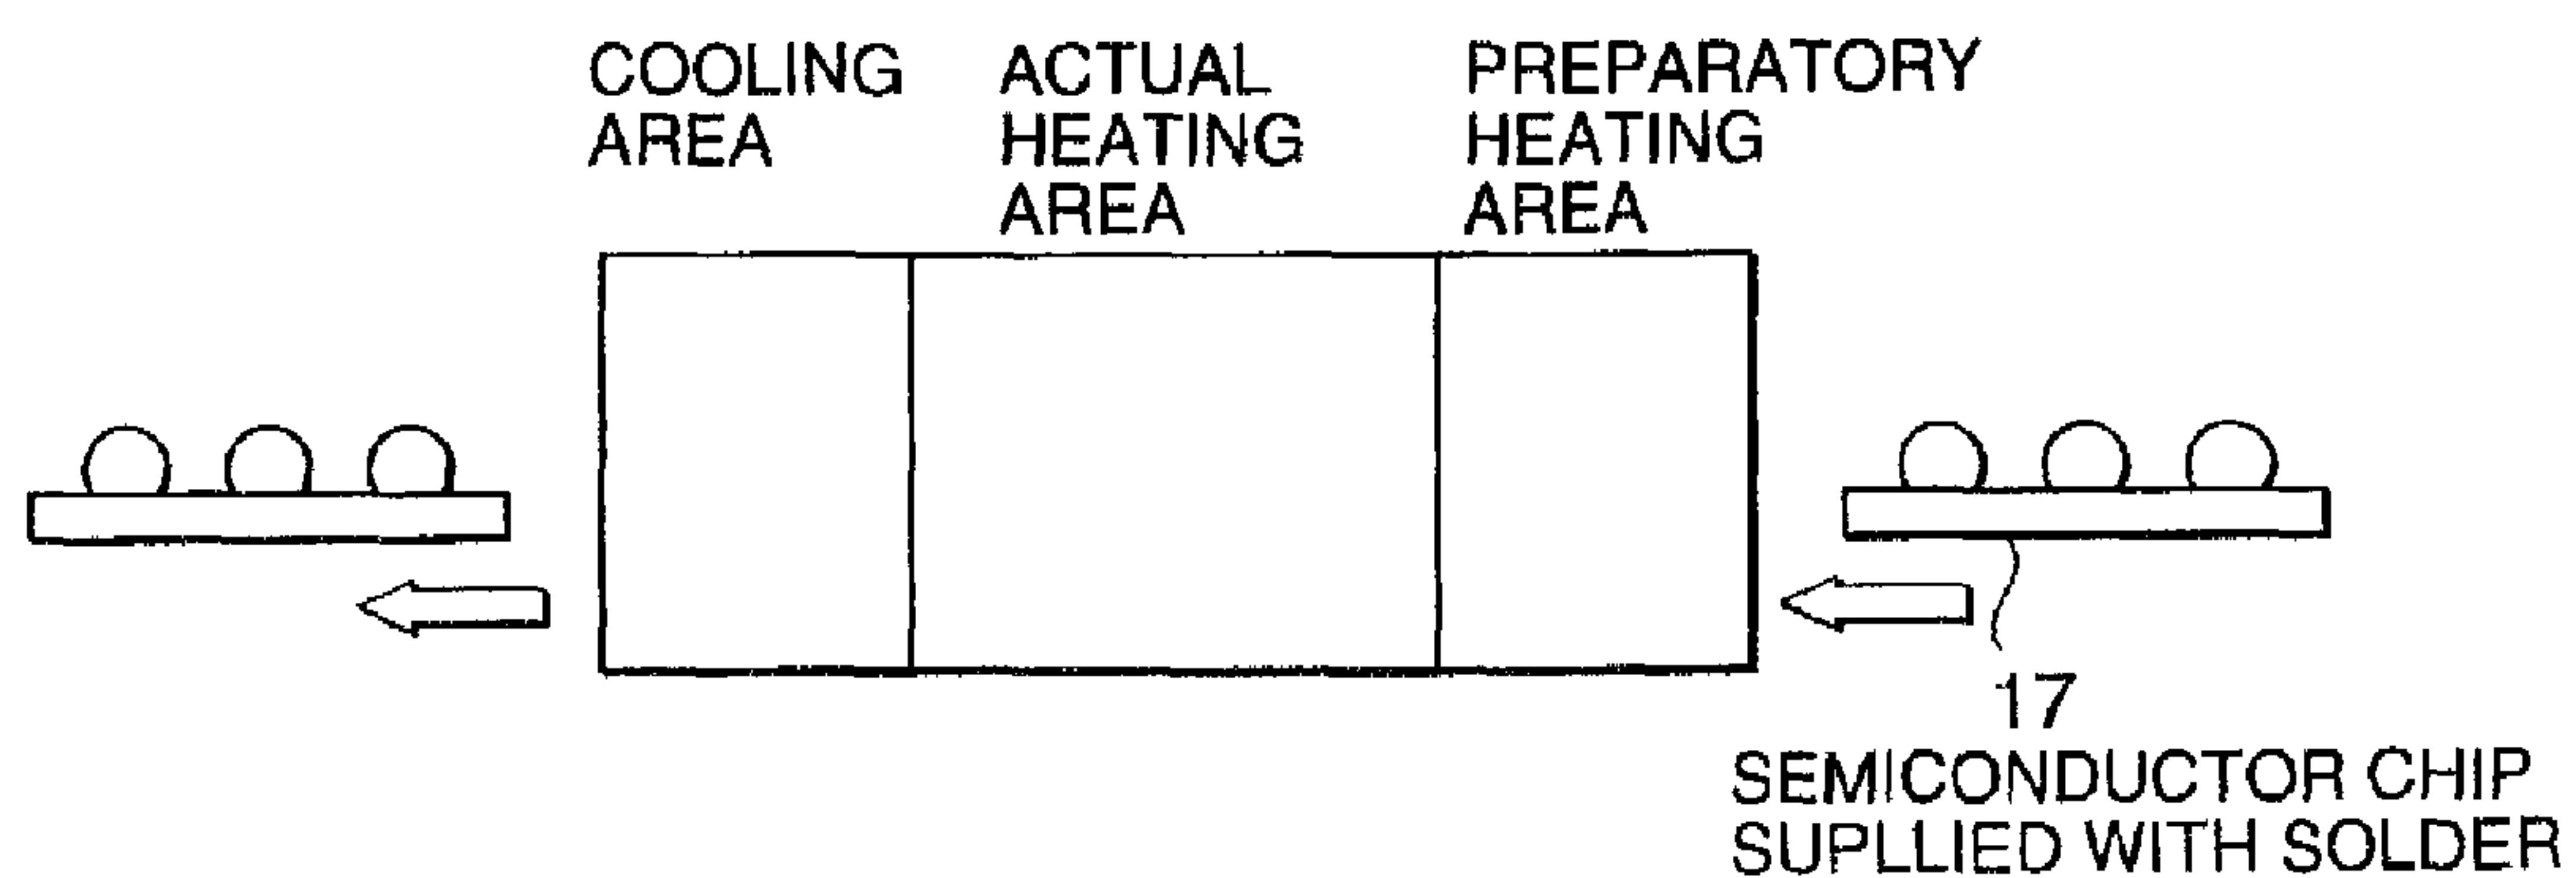 COOLING
AREA
ACTUAL
HEATING
AREA
PREPARATORY
HEATING
AREA
17
SEMICONDUCTOR CHIP
SUPLLIED WITH SOLDER